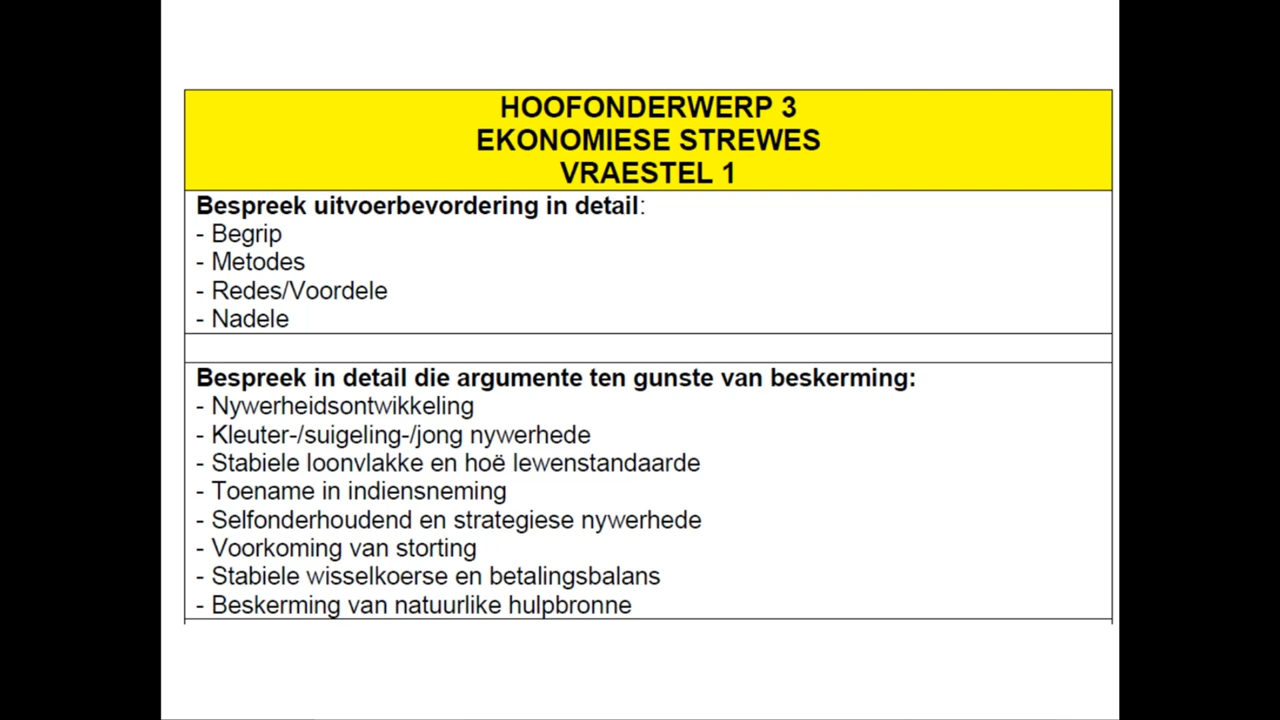 HOOFONDERWERP 3
EKONOMIESE STREWES
VRAESTEL 1
Bespreek uitvoerbevordering in detail:
- Begrip
- Metodes
- Redes/Voordele
- Nadele
Bespreek in detail die argumente ten gunste van beskerming:
- Nywerheidsontwikkeling
- Kleuter-/suigeling-/jong nywerhede
- Stabiele loonvlakke en hoë lewenstandaarde
- Toename in indiensneming
- Selfonderhoudend en strategiese nywerhede
- Voorkoming van storting
- Stabiele wisselkoerse en betalingsbalans
- Beskerming van natuurlike hulpbronne